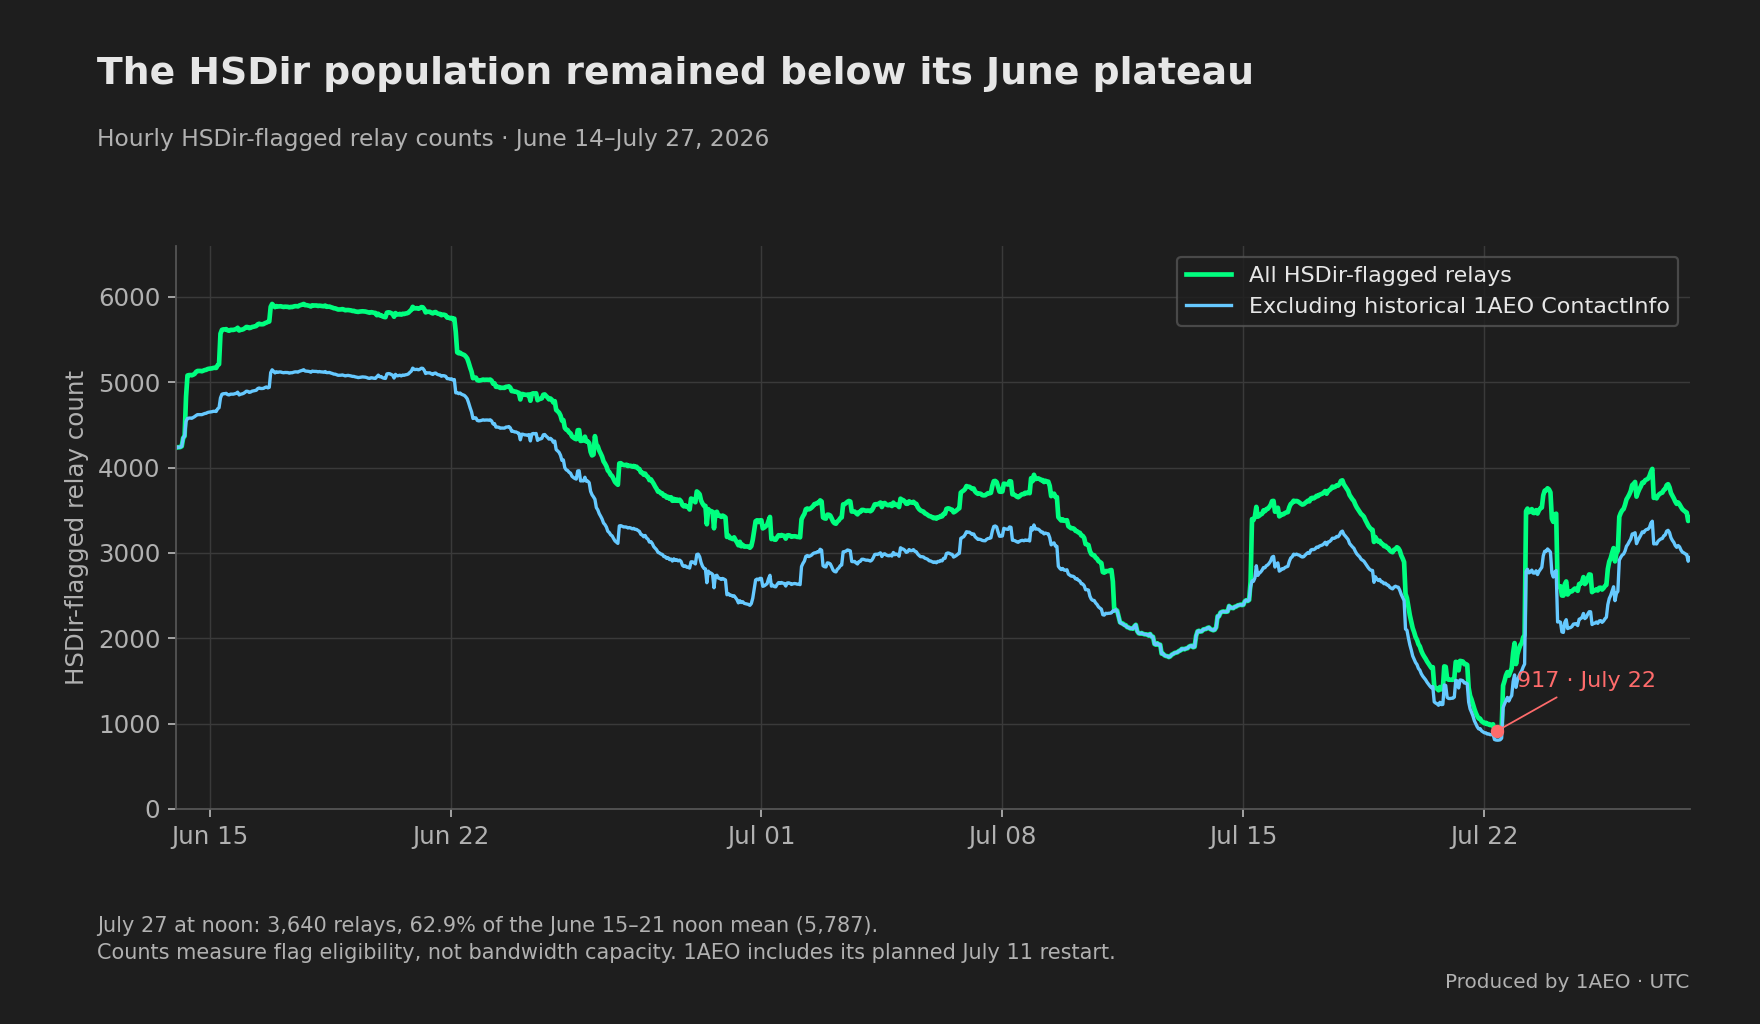 The HSDir population remained below its June plateau
Hourly HSDir-flagged relay counts · June 14–July 27, 2026
All HSDir-flagged relays
Excluding historical 1AEO ContactInfo
HSDir-flagged relay count
6000
5000
4000
3000
2000
1000
0
917 · July 22
Jun 15
Jun 22
Jul 01
Jul 08
Jul 15
Jul 22
July 27 at noon: 3,640 relays, 62.9% of the June 15–21 noon mean (5,787).
Counts measure flag eligibility, not bandwidth capacity. 1AEO includes its planned July 11 restart.
Produced by 1AEO · UTC